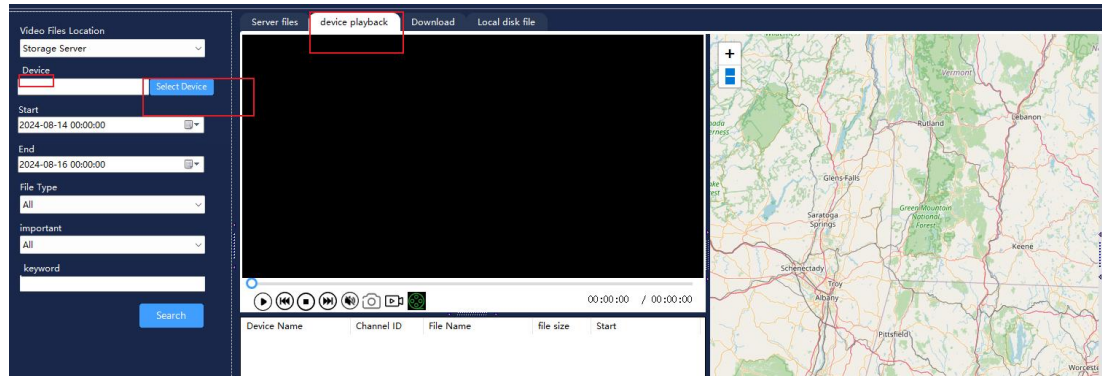 Video Files Location
Storage Server
Device
Select Device
Start
2024-08-14 00:00:00
End
2024-08-16 00:00:00
File Type
All
important
All
keyword
Search
Server files device playback Download Local disk file
00:00:00 / 00:00:00
Device Name Channel ID File Name file size Start
+
Vermont
Rutland
Lebanon
Glens Falls
Saratoga
Springs
Green Mountain
National
Forest
Keene
Schenectady
Troy
Albany
Pittsfield